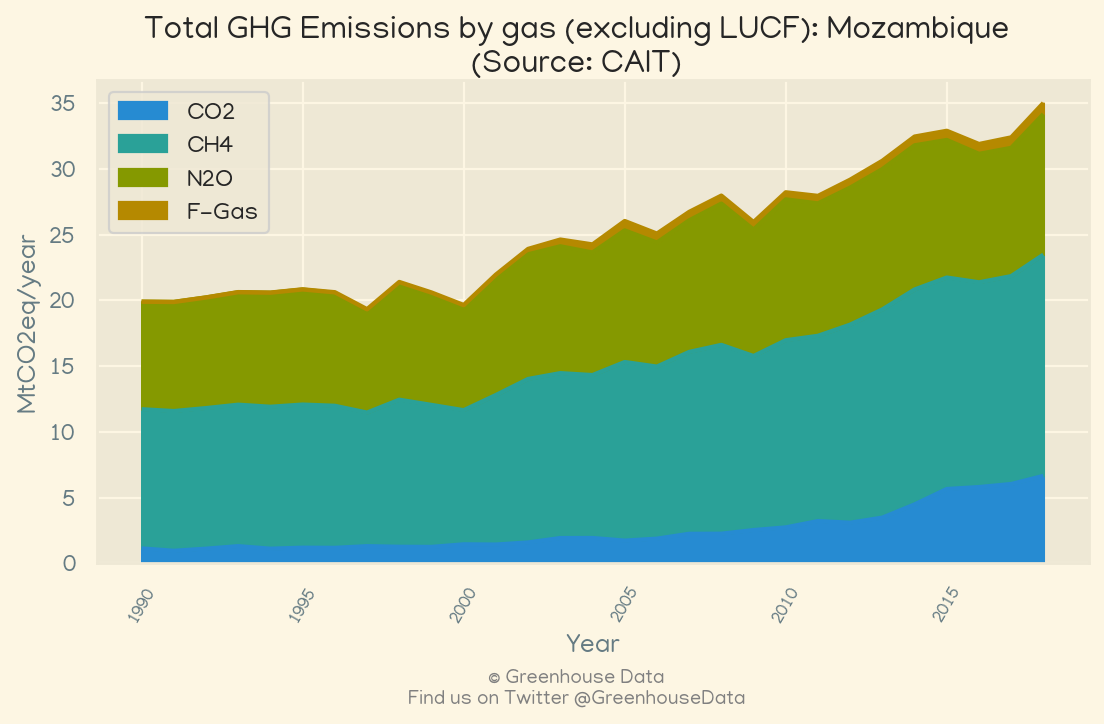 Total GHG Emissions by gas (excluding LUCF): Mozambique
(Source: CAIT)
CO2
CH4
N2O
F-Gas
35
30
25
20
15
10
5
0
MtCO2eq/year
1990
1995
2000
2005
2010
2015
Year
© Greenhouse Data
Find us on Twitter @GreenhouseData